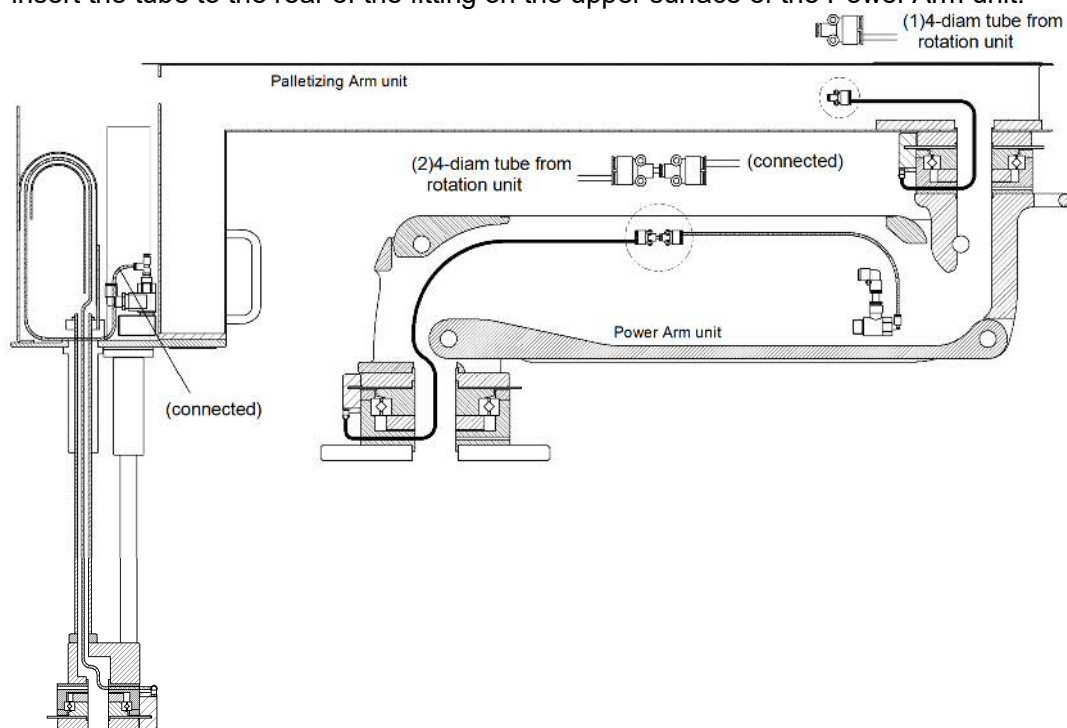 Insert the tube to the rear of the fitting on the upper surface of the Power Arm unit.
(1)4-diam tube from
rotation unit
Palletizing Arm unit
(2)4-diam tube from
rotation unit
(connected)
Power Arm unit
(connected)